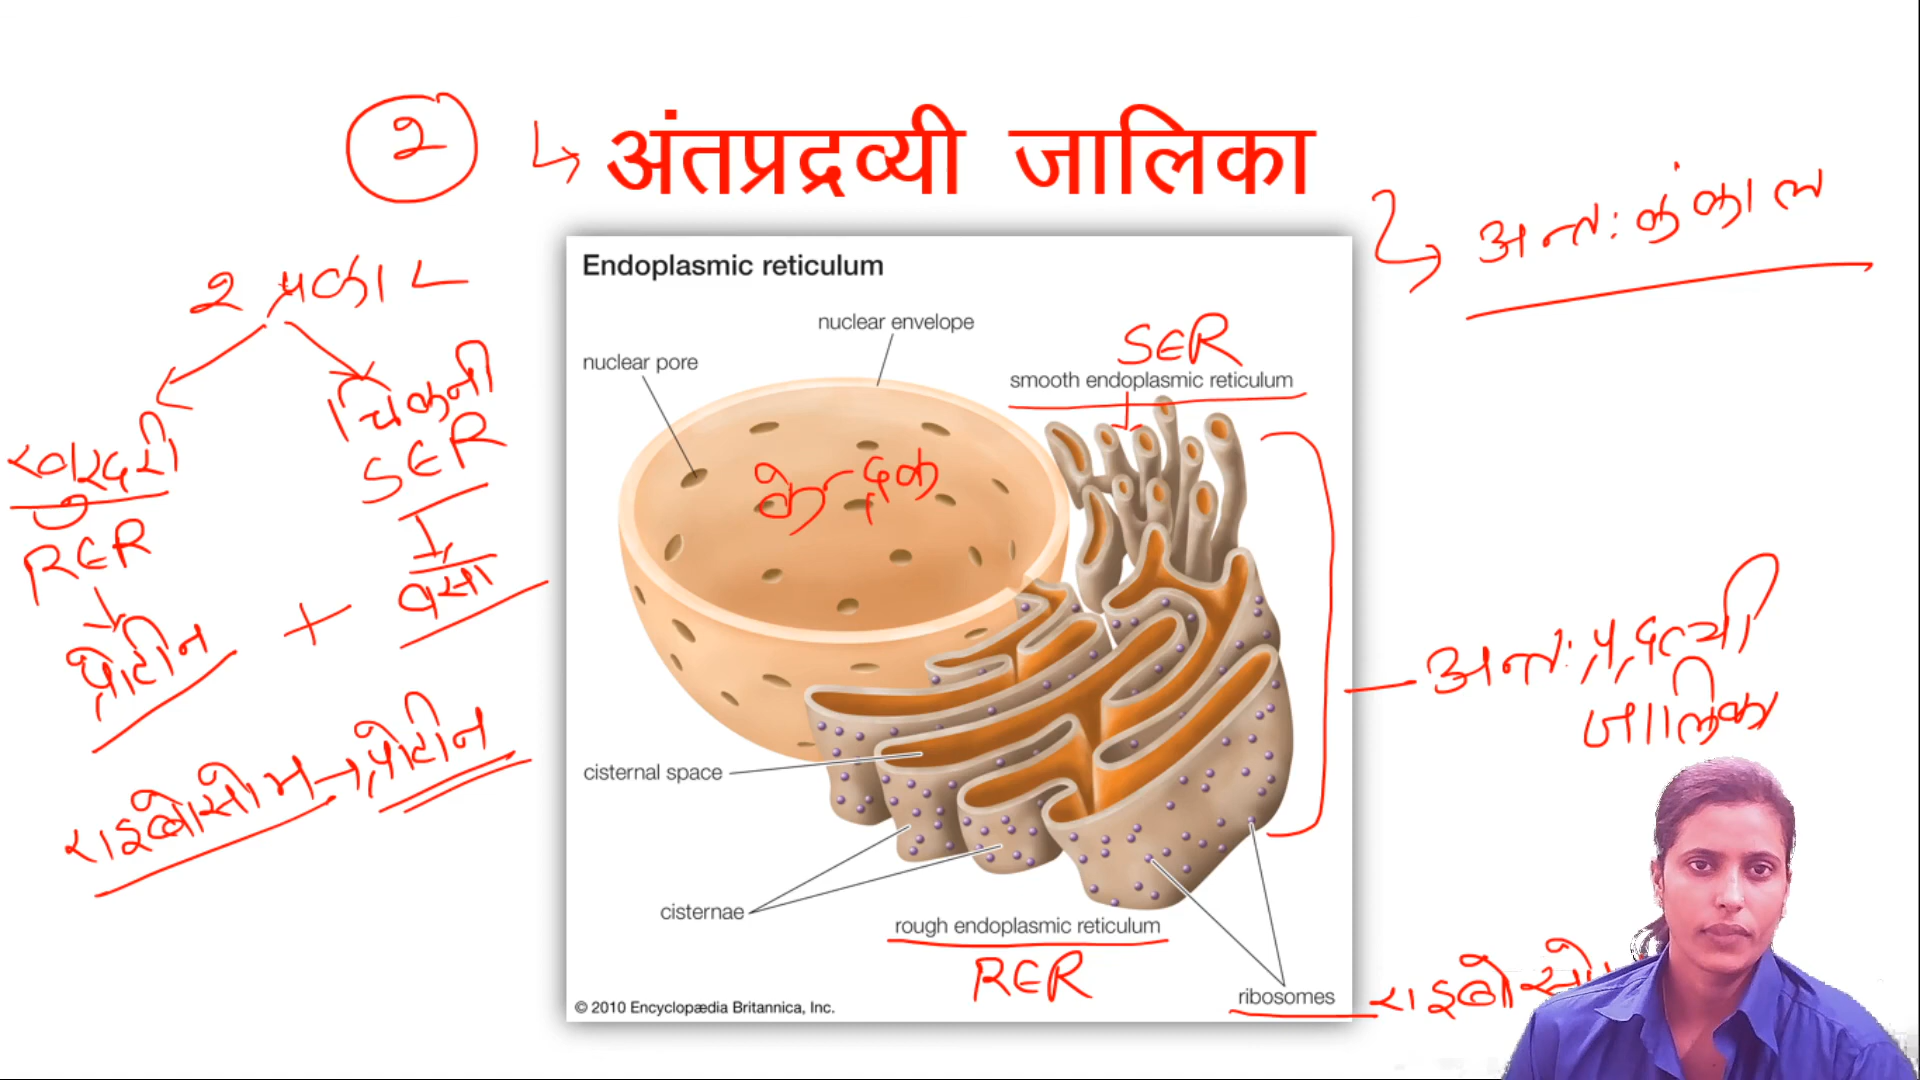 2 ↳ अंतप्रद्रव्यी जालिका
अन्तः कंकाल
2 प्रकार
खुरदरी
RER
प्रोटीन
+
चिकनी
SER
वसा
राइबोसोम → प्रोटीन
Endoplasmic reticulum
nuclear envelope
nuclear pore
SER
smooth endoplasmic reticulum
केन्द्रक
अन्तः प्रद्रव्यी
जालिका
cisternal space
cisternae
rough endoplasmic reticulum
RER
ribosomes
© 2010 Encyclopædia Britannica, Inc.